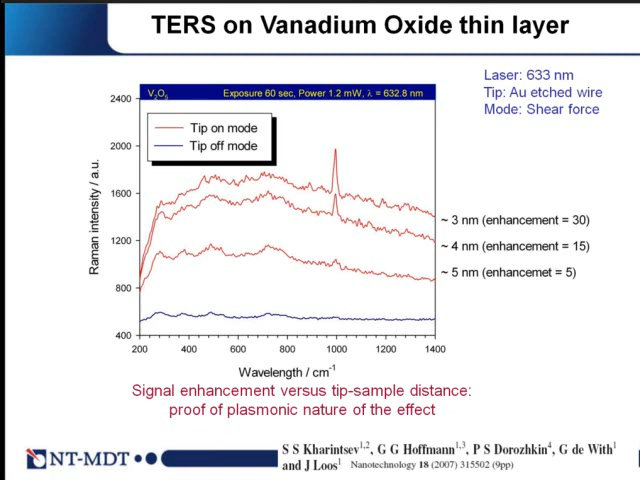 TERS on Vanadium Oxide thin layer
Laser: 633 nm
Tip: Au etched wire
Mode: Shear force
V2O5 Exposure 60 sec, Power 1.2 mW, λ = 632.8 nm
Tip on mode
Tip off mode
Raman intensity / a.u.
2400
2000
1600
1200
800
400
~ 3 nm (enhancement = 30)
~ 4 nm (enhancement = 15)
~ 5 nm (enhancemet = 5)
200 400 600 800 1000 1200 1400
Wavelength / cm-1
Signal enhancement versus tip-sample distance:
proof of plasmonic nature of the effect
NT-MDT
S S Kharintsev1,2, G G Hoffmann1,3, P S Dorozhkin4, G de With1
and J Loos1 Nanotechnology 18 (2007) 315502 (9pp)